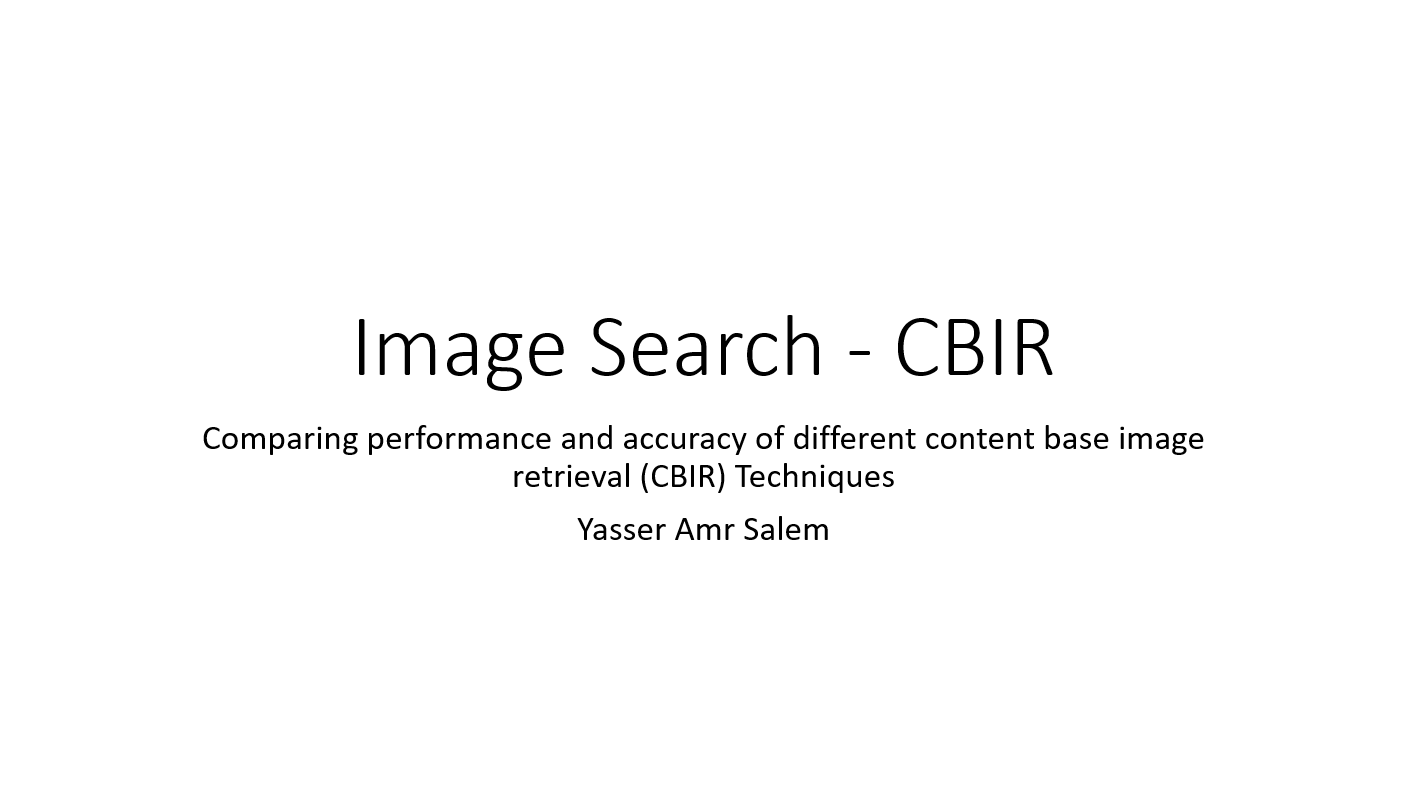 Image Search - CBIR
Comparing performance and accuracy of different content base image
retrieval (CBIR) Techniques
Yasser Amr Salem